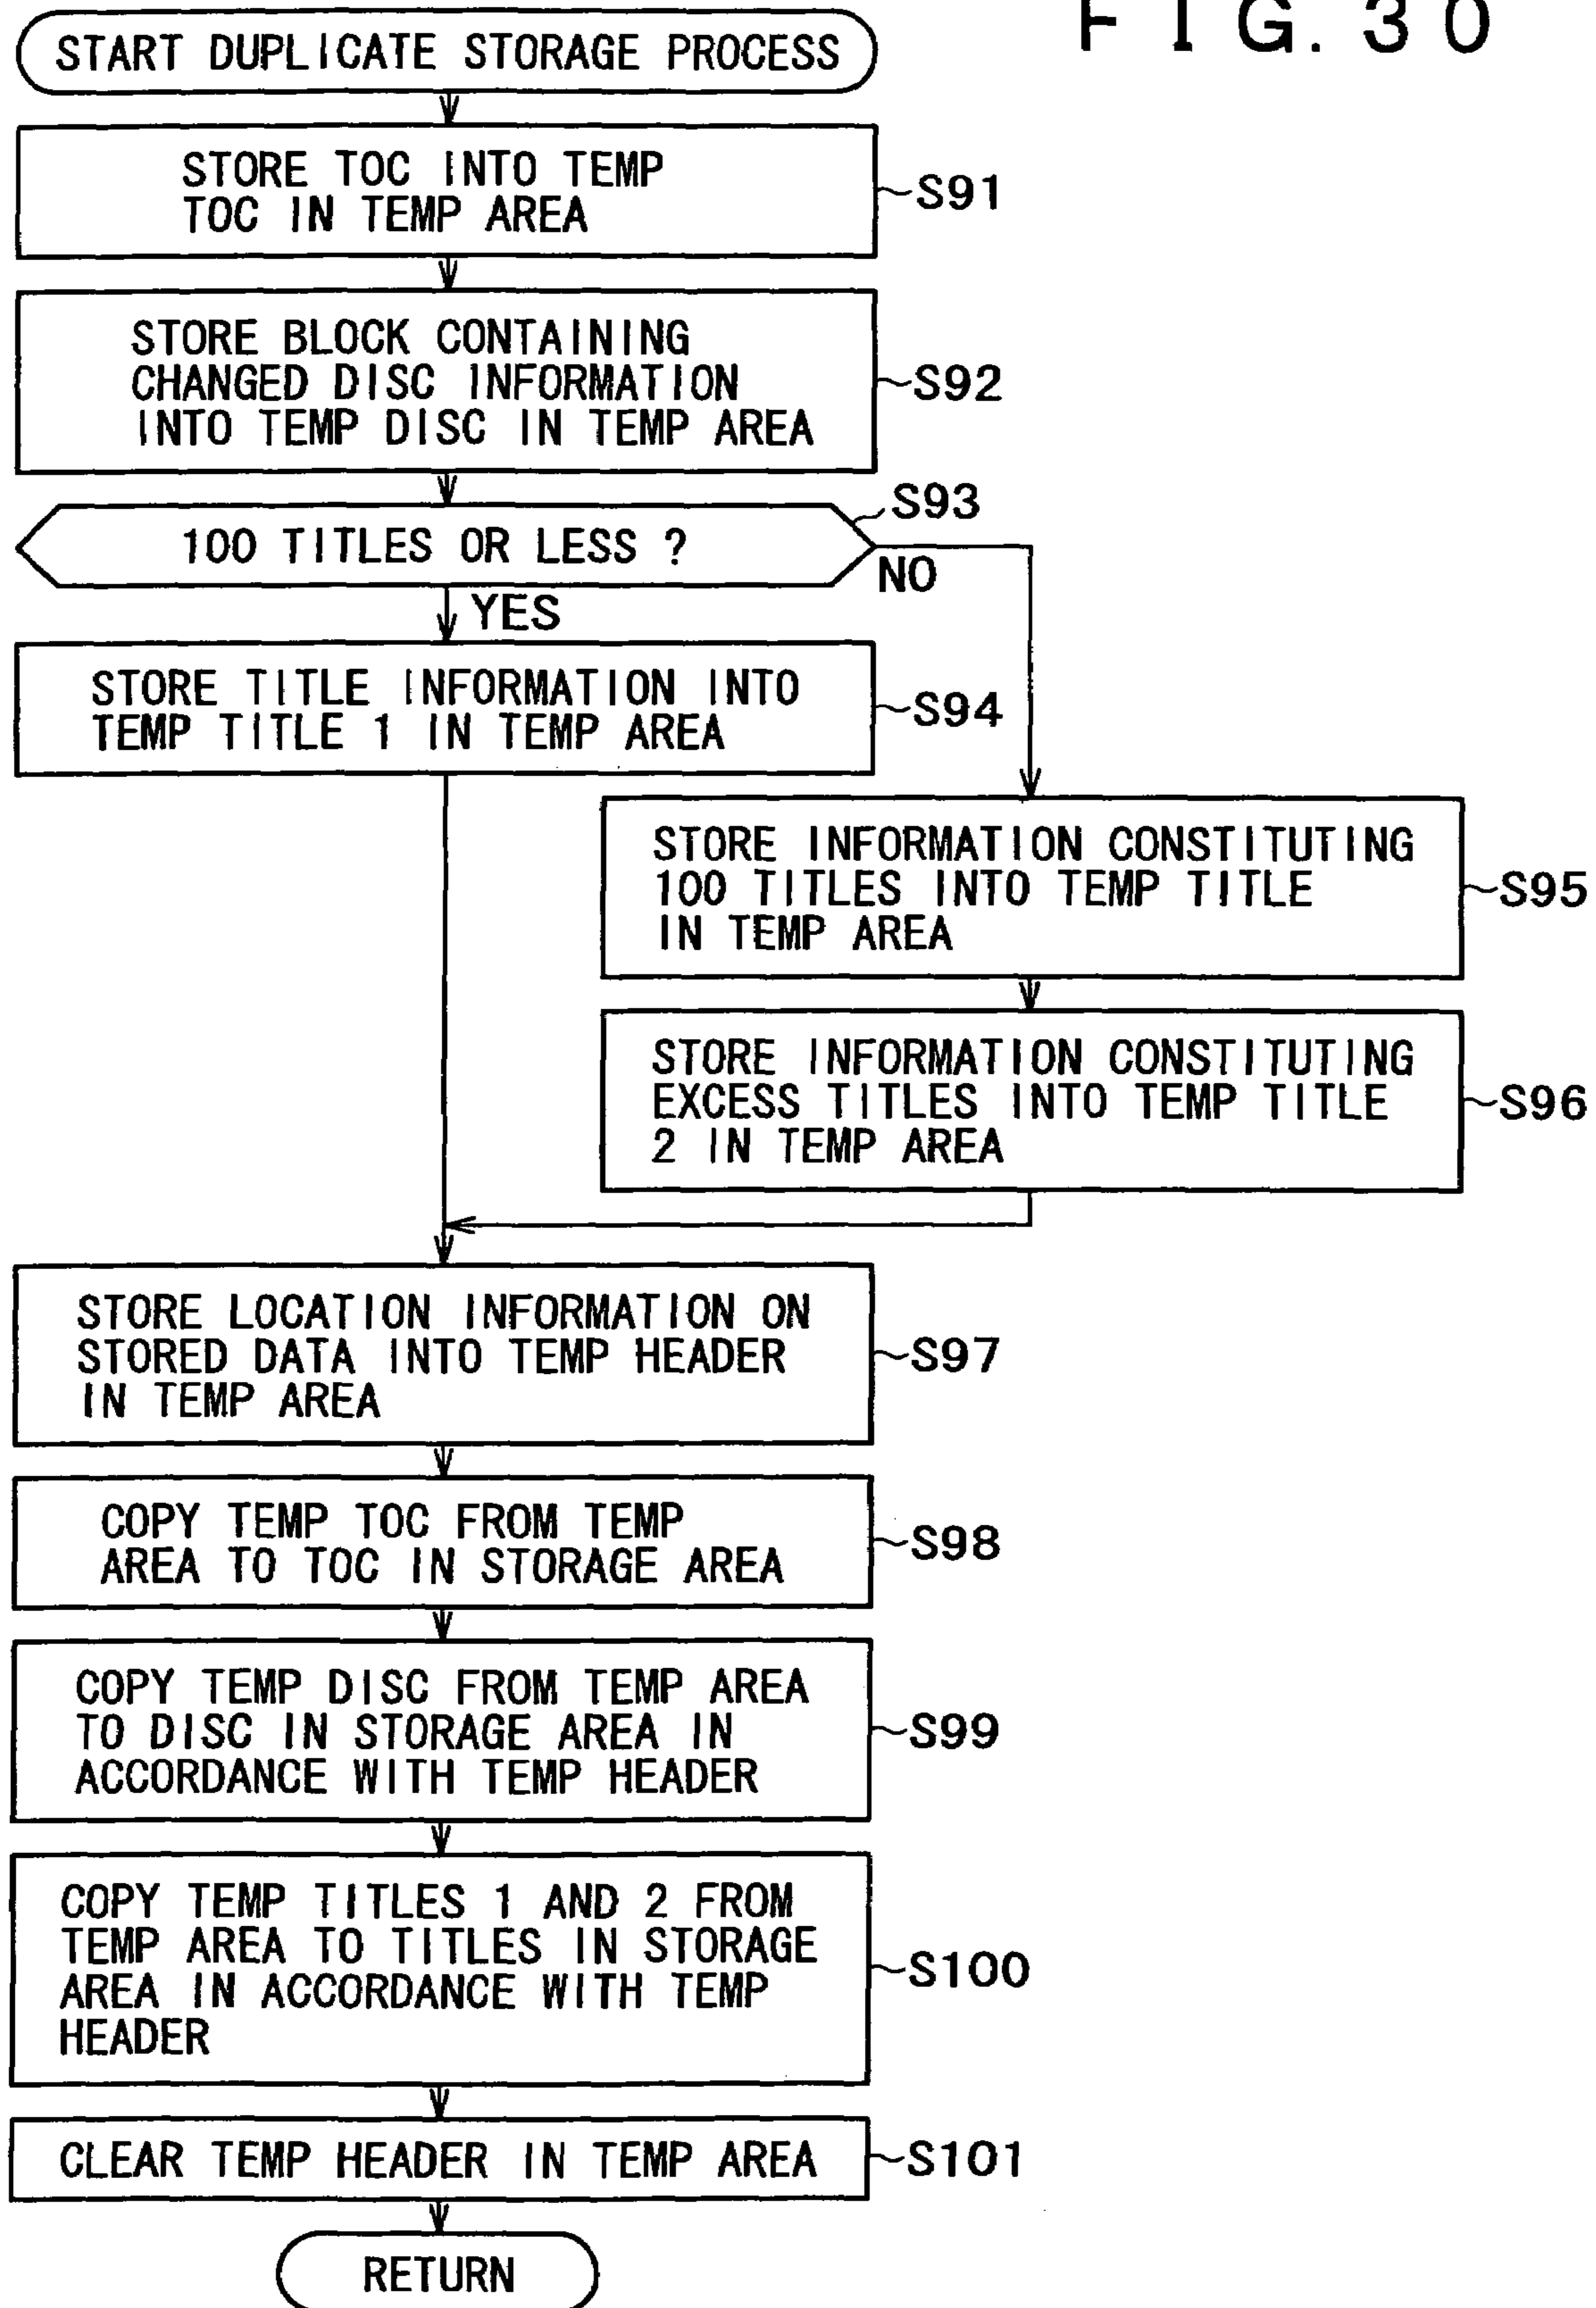 FIG. 30
START DUPLICATE STORAGE PROCESS
STORE TOC INTO TEMP
TOC IN TEMP AREA
S91
STORE BLOCK CONTAINING
CHANGED DISC INFORMATION
INTO TEMP DISC IN TEMP AREA
S92
S93
100 TITLES OR LESS ?
NO
YES
STORE TITLE INFORMATION INTO
TEMP TITLE 1 IN TEMP AREA
S94
STORE INFORMATION CONSTITUTING
100 TITLES INTO TEMP TITLE
IN TEMP AREA
S95
STORE INFORMATION CONSTITUTING
EXCESS TITLES INTO TEMP TITLE
2 IN TEMP AREA
S96
STORE LOCATION INFORMATION ON
STORED DATA INTO TEMP HEADER
IN TEMP AREA
S97
COPY TEMP TOC FROM TEMP
AREA TO TOC IN STORAGE AREA
S98
COPY TEMP DISC FROM TEMP AREA
TO DISC IN STORAGE AREA IN
ACCORDANCE WITH TEMP HEADER
S99
COPY TEMP TITLES 1 AND 2 FROM
TEMP AREA TO TITLES IN STORAGE
AREA IN ACCORDANCE WITH TEMP
HEADER
S100
CLEAR TEMP HEADER IN TEMP AREA
S101
RETURN